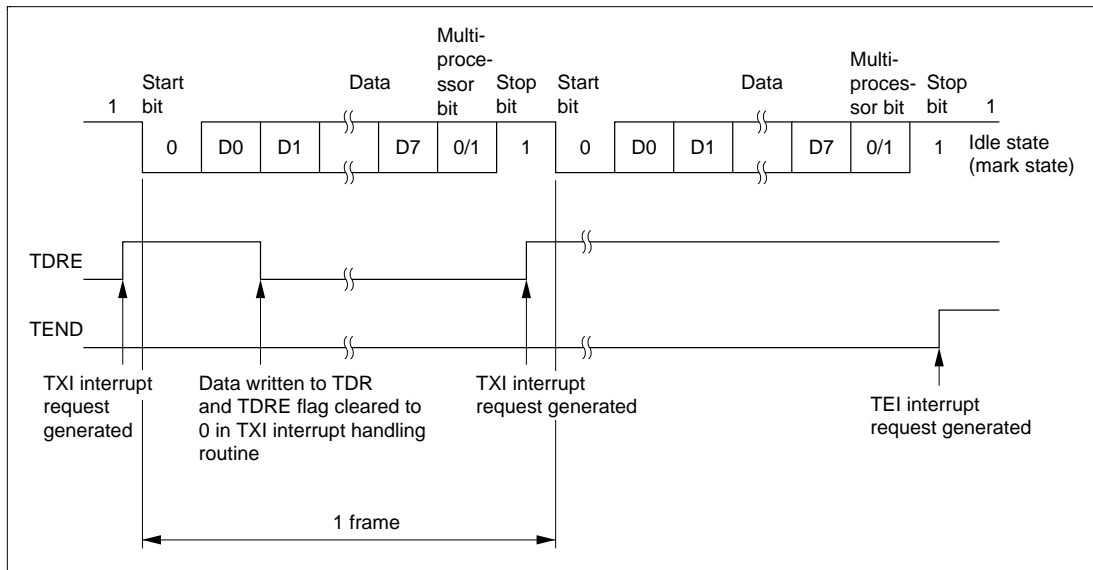 1
Start
bit
Data
Multi-
proce-
ssor
bit
Stop
bit
Start
bit
Data
Multi-
proces-
sor bit
Stop
bit
1
0
D0
D1
D7
0/1
1
0
D0
D1
D7
0/1
1
Idle state
(mark state)
TDRE
TEND
TXI interrupt
request
generated
Data written to TDR
and TDRE flag cleared to
0 in TXI interrupt handling
routine
TXI interrupt
request generated
TEI interrupt
request generated
1 frame